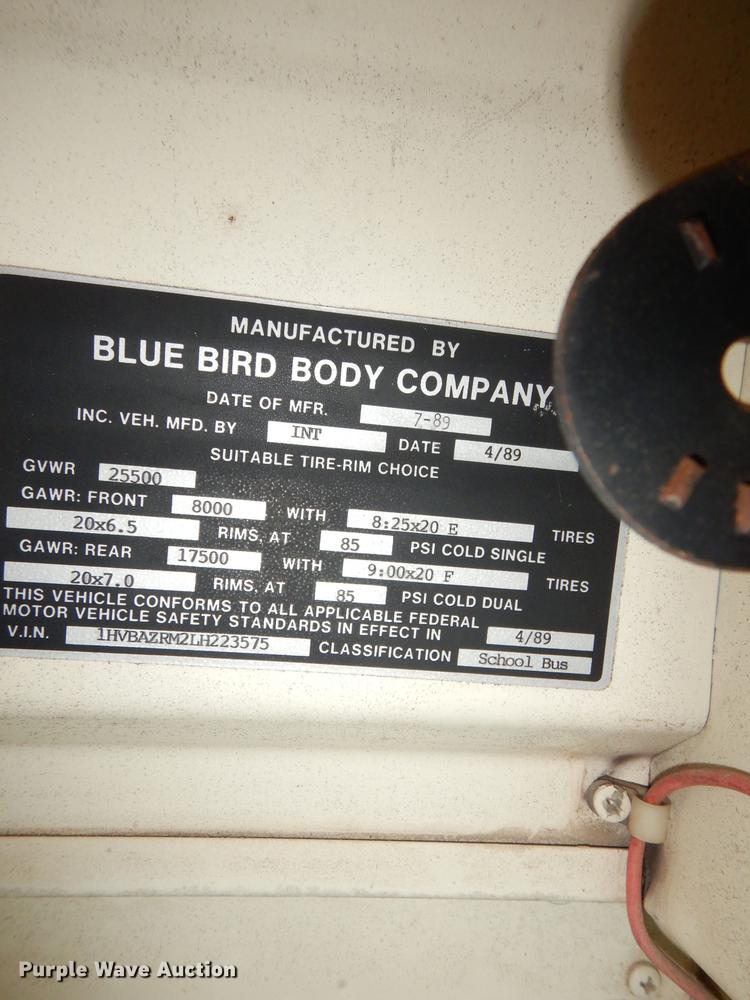 MANUFACTURED BY
BLUE BIRD BODY COMPANY
DATE OF MFR. 7-89
INC. VEH. MFD. BY INT DATE 4/89
SUITABLE TIRE-RIM CHOICE
GVWR 25500
GAWR: FRONT 8000 WITH 8:25x20 E TIRES
20x6.5 RIMS, AT 85 PSI COLD SINGLE
GAWR: REAR 17500 WITH 9:00x20 F TIRES
20x7.0 RIMS, AT 85 PSI COLD DUAL
THIS VEHICLE CONFORMS TO ALL APPLICABLE FEDERAL
MOTOR VEHICLE SAFETY STANDARDS IN EFFECT IN 4/89
V.I.N. 1HVBAZRM2LH223575 CLASSIFICATION School Bus
Purple Wave Auction